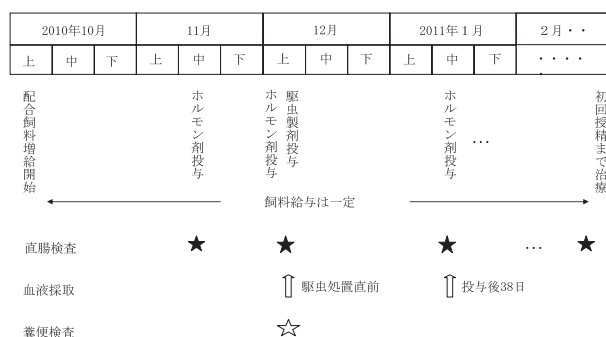 2010年10月 11月 12月 2011年1月 2月・・
上 中 下 上 中 下 上 中 下 上 中 下 ・・・・
配合飼料増給開始
ホルモン剤投与
ホルモン剤投与
駆虫製剤投与
ホルモン剤投与
…
初回授精まで治療
飼料給与は一定
直腸検査 ★ ★ ★ … ★
血液採取 駆虫処置直前 投与後38日
糞便検査 ☆